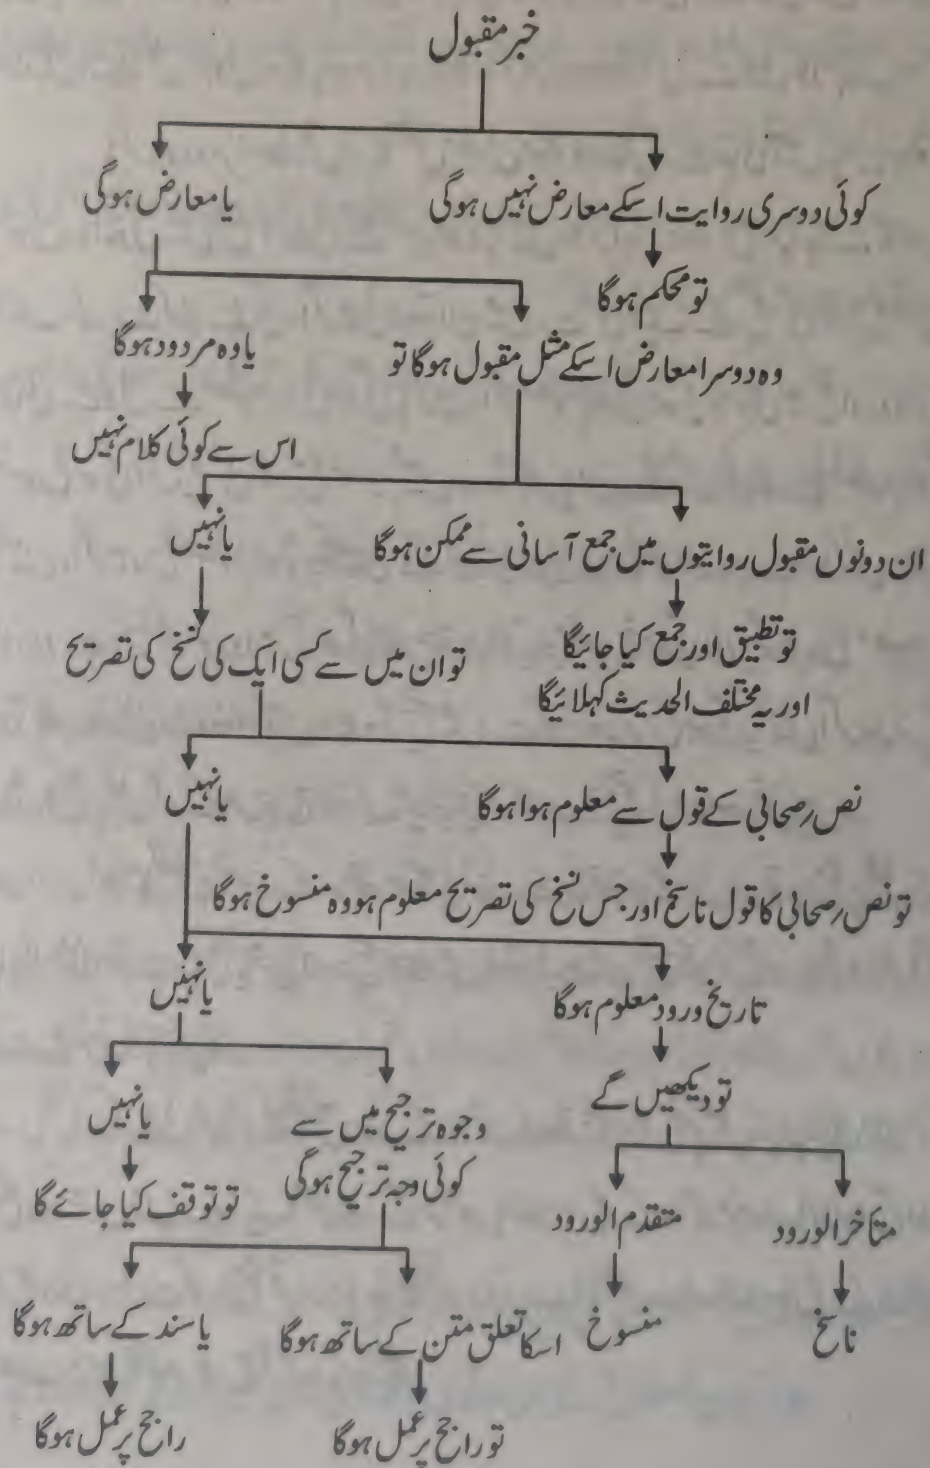 خبر مقبول
کوئی دوسری روایت اسکے معارض نہیں ہوگی
یا معارض ہوگی
تو محکم ہوگا
وہ دوسرا معارض اسکے مثل مقبول ہوگا تو
یا وہ مردود ہوگا
اس سے کوئی کلام نہیں
ان دونوں مقبول روایتوں میں جمع آسانی سے ممکن ہوگا
یا نہیں
تو تطبیق اور جمع کیا جائیگا
اور یہ مختلف الحدیث کہلائیگا
تو ان میں سے کسی ایک کی نسخ کی تصریح
نص رصحابی کے قول سے معلوم ہوا ہوگا
یا نہیں
تو نص رصحابی کا قول ناسخ اور جس نسخ کی تصریح معلوم ہو وہ منسوخ ہوگا
تاریخ ورود معلوم ہوگا
یا نہیں
تو دیکھیں گے
وجوہ ترجیح میں سے
کوئی وجہ ترجیح ہوگی
یا نہیں
تو توقف کیا جائے گا
متأخر الورود
متقدم الورود
ناسخ
منسوخ
اسکا تعلق متن کے ساتھ ہوگا
یا سند کے ساتھ ہوگا
تو راجح پر عمل ہوگا
راجح پر عمل ہوگا